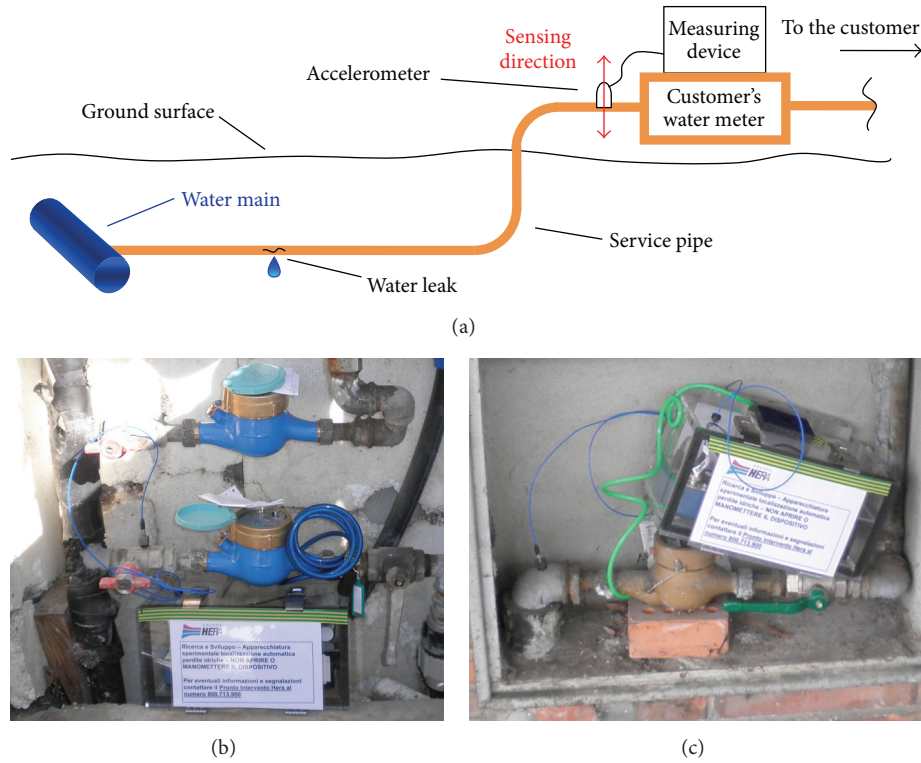 Measuring
device
To the customer
Sensing
direction
Accelerometer
Customer's
water meter
Ground surface
Water main
Service pipe
Water leak
(a)
HERA
Ricerca e Sviluppo – Apparecchiatura
sperimentale localizzazione automatica
perdite idriche – NON APRIRE O
MANOMETTERE IL DISPOSITIVO
Per eventuali informazioni e segnalazioni
contattare il Pronto Intervento Hera al
numero 800.713.900
(b)
HERA
Ricerca e Sviluppo – Apparecchiatura
sperimentale localizzazione automatica
perdite idriche – NON APRIRE O
MANOMETTERE IL DISPOSITIVO
Per eventuali informazioni e segnalazioni
contattare il Pronto Intervento Hera al
numero 800.713.900
(c)